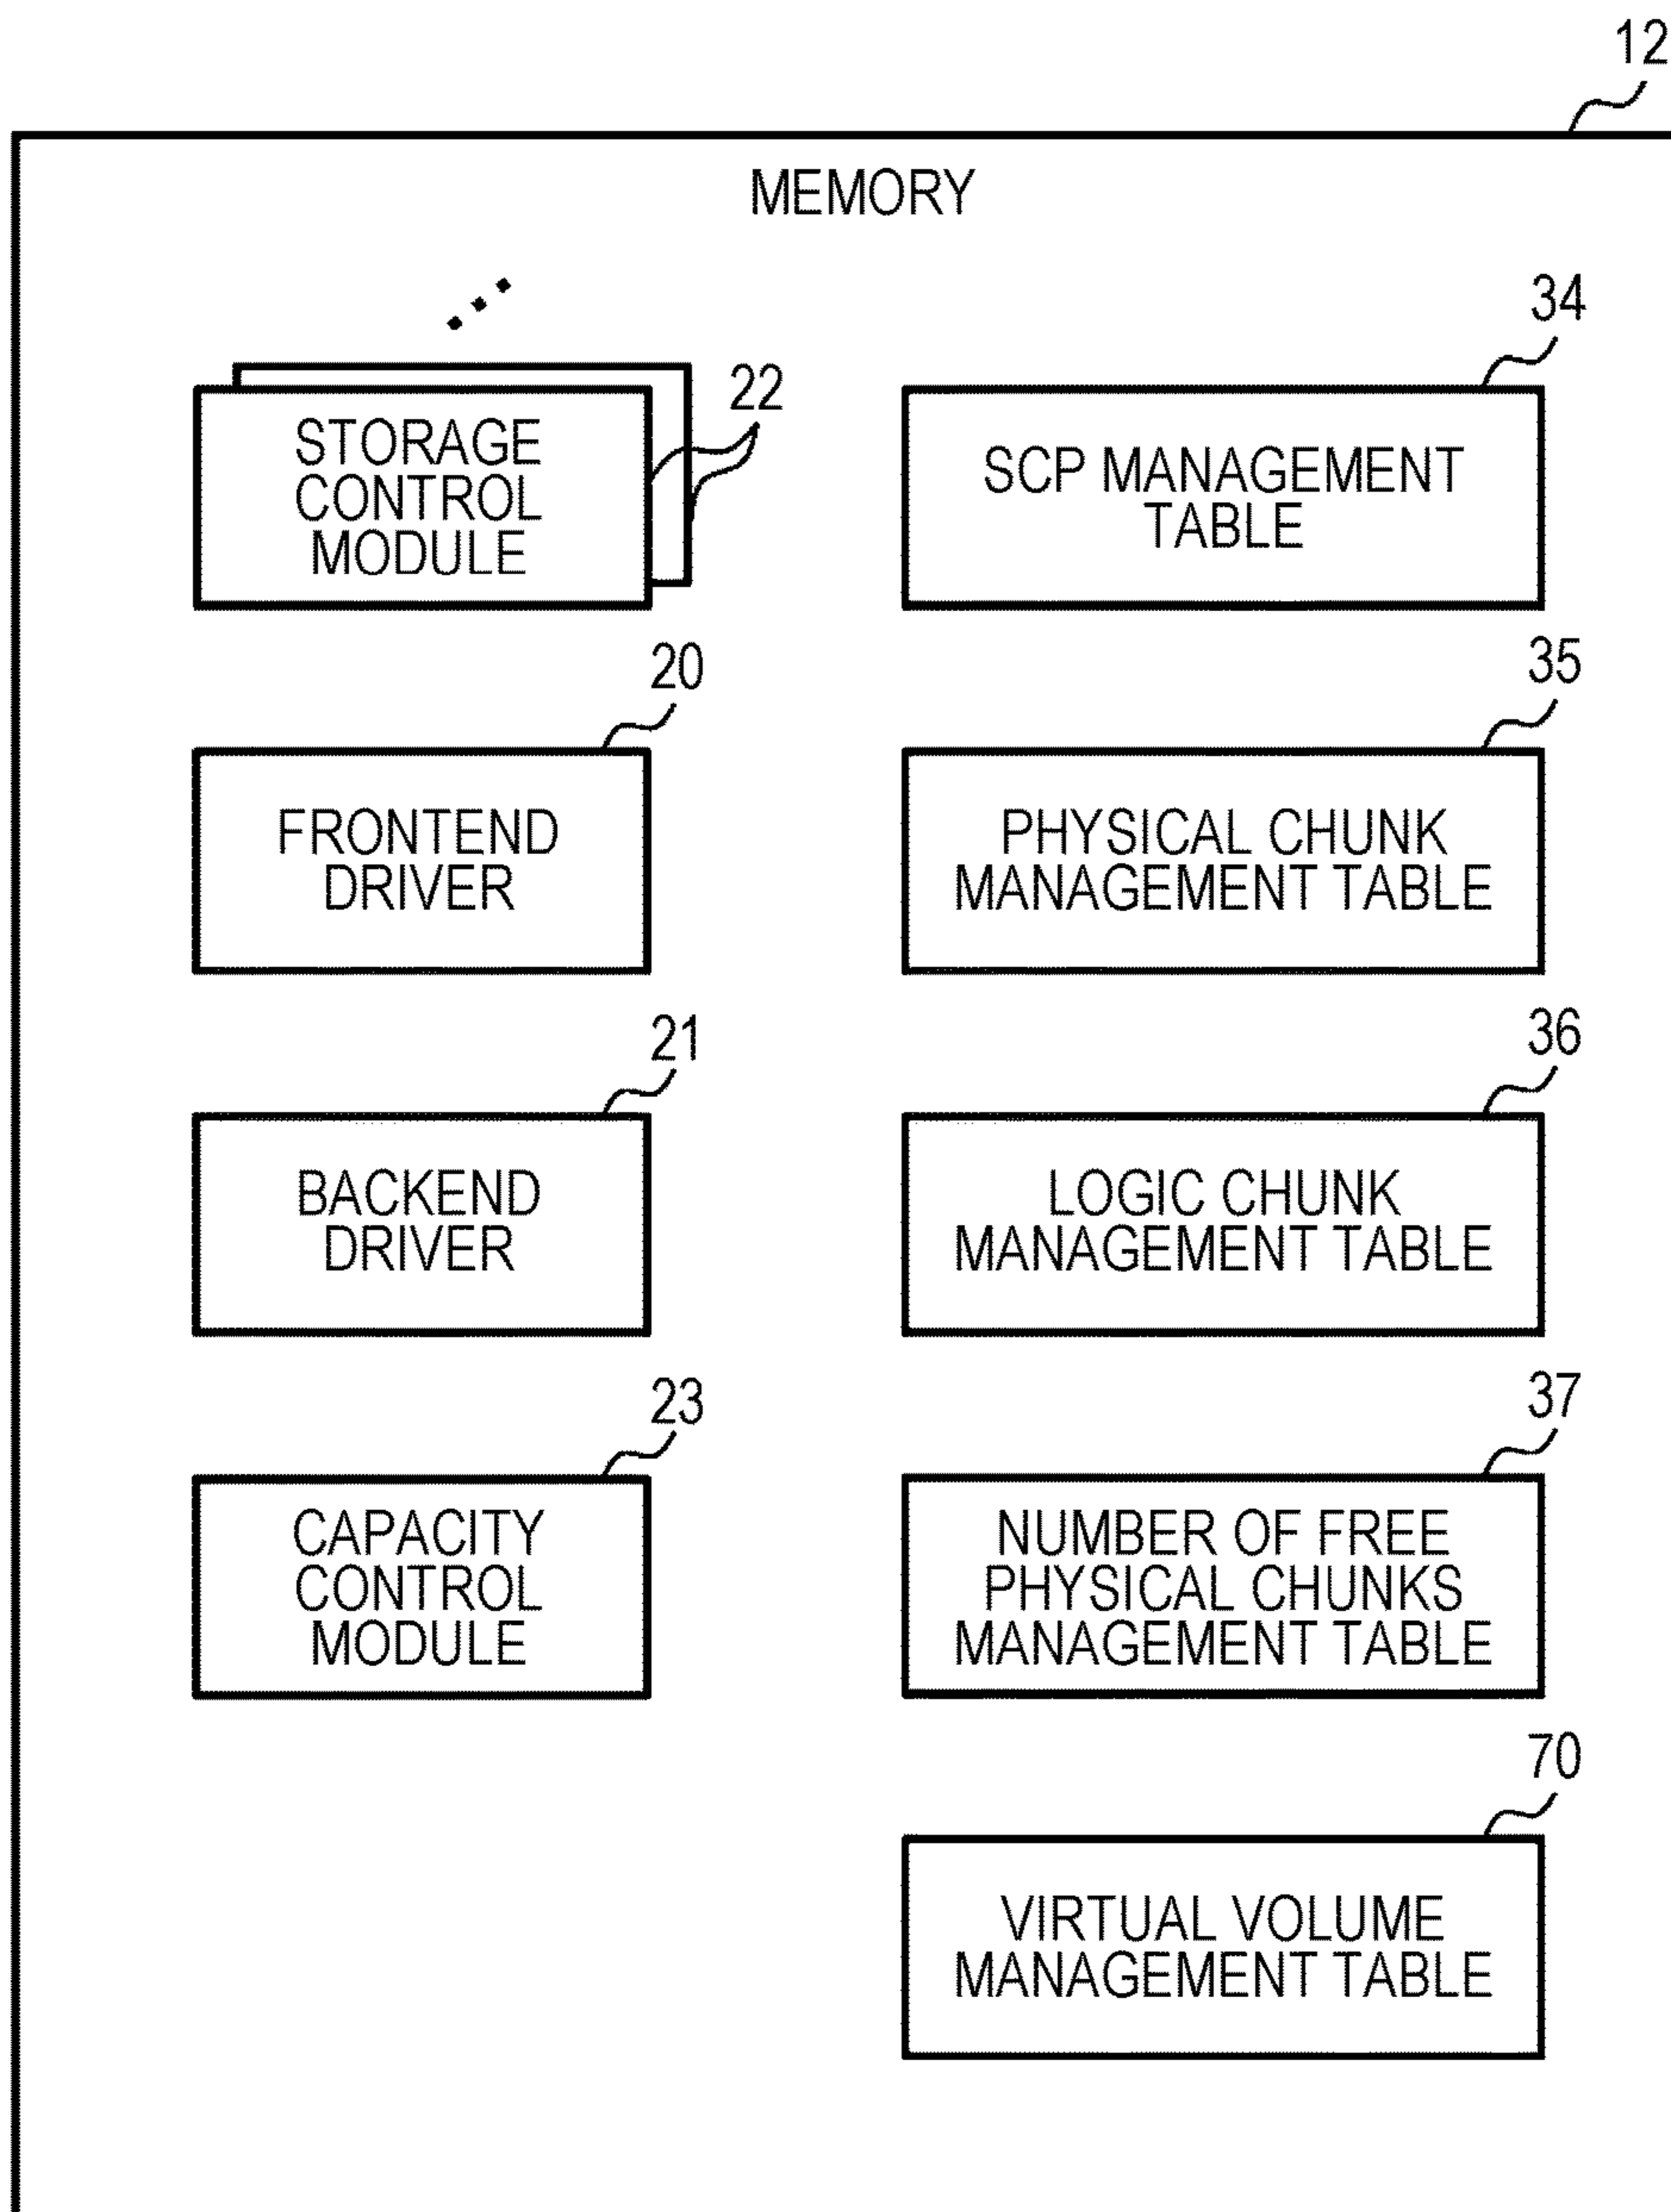 12
MEMORY
34
22
STORAGE
CONTROL
MODULE
SCP MANAGEMENT
TABLE
20
35
FRONTEND
DRIVER
PHYSICAL CHUNK
MANAGEMENT TABLE
21
36
BACKEND
DRIVER
LOGIC CHUNK
MANAGEMENT TABLE
23
37
CAPACITY
CONTROL
MODULE
NUMBER OF FREE
PHYSICAL CHUNKS
MANAGEMENT TABLE
70
VIRTUAL VOLUME
MANAGEMENT TABLE